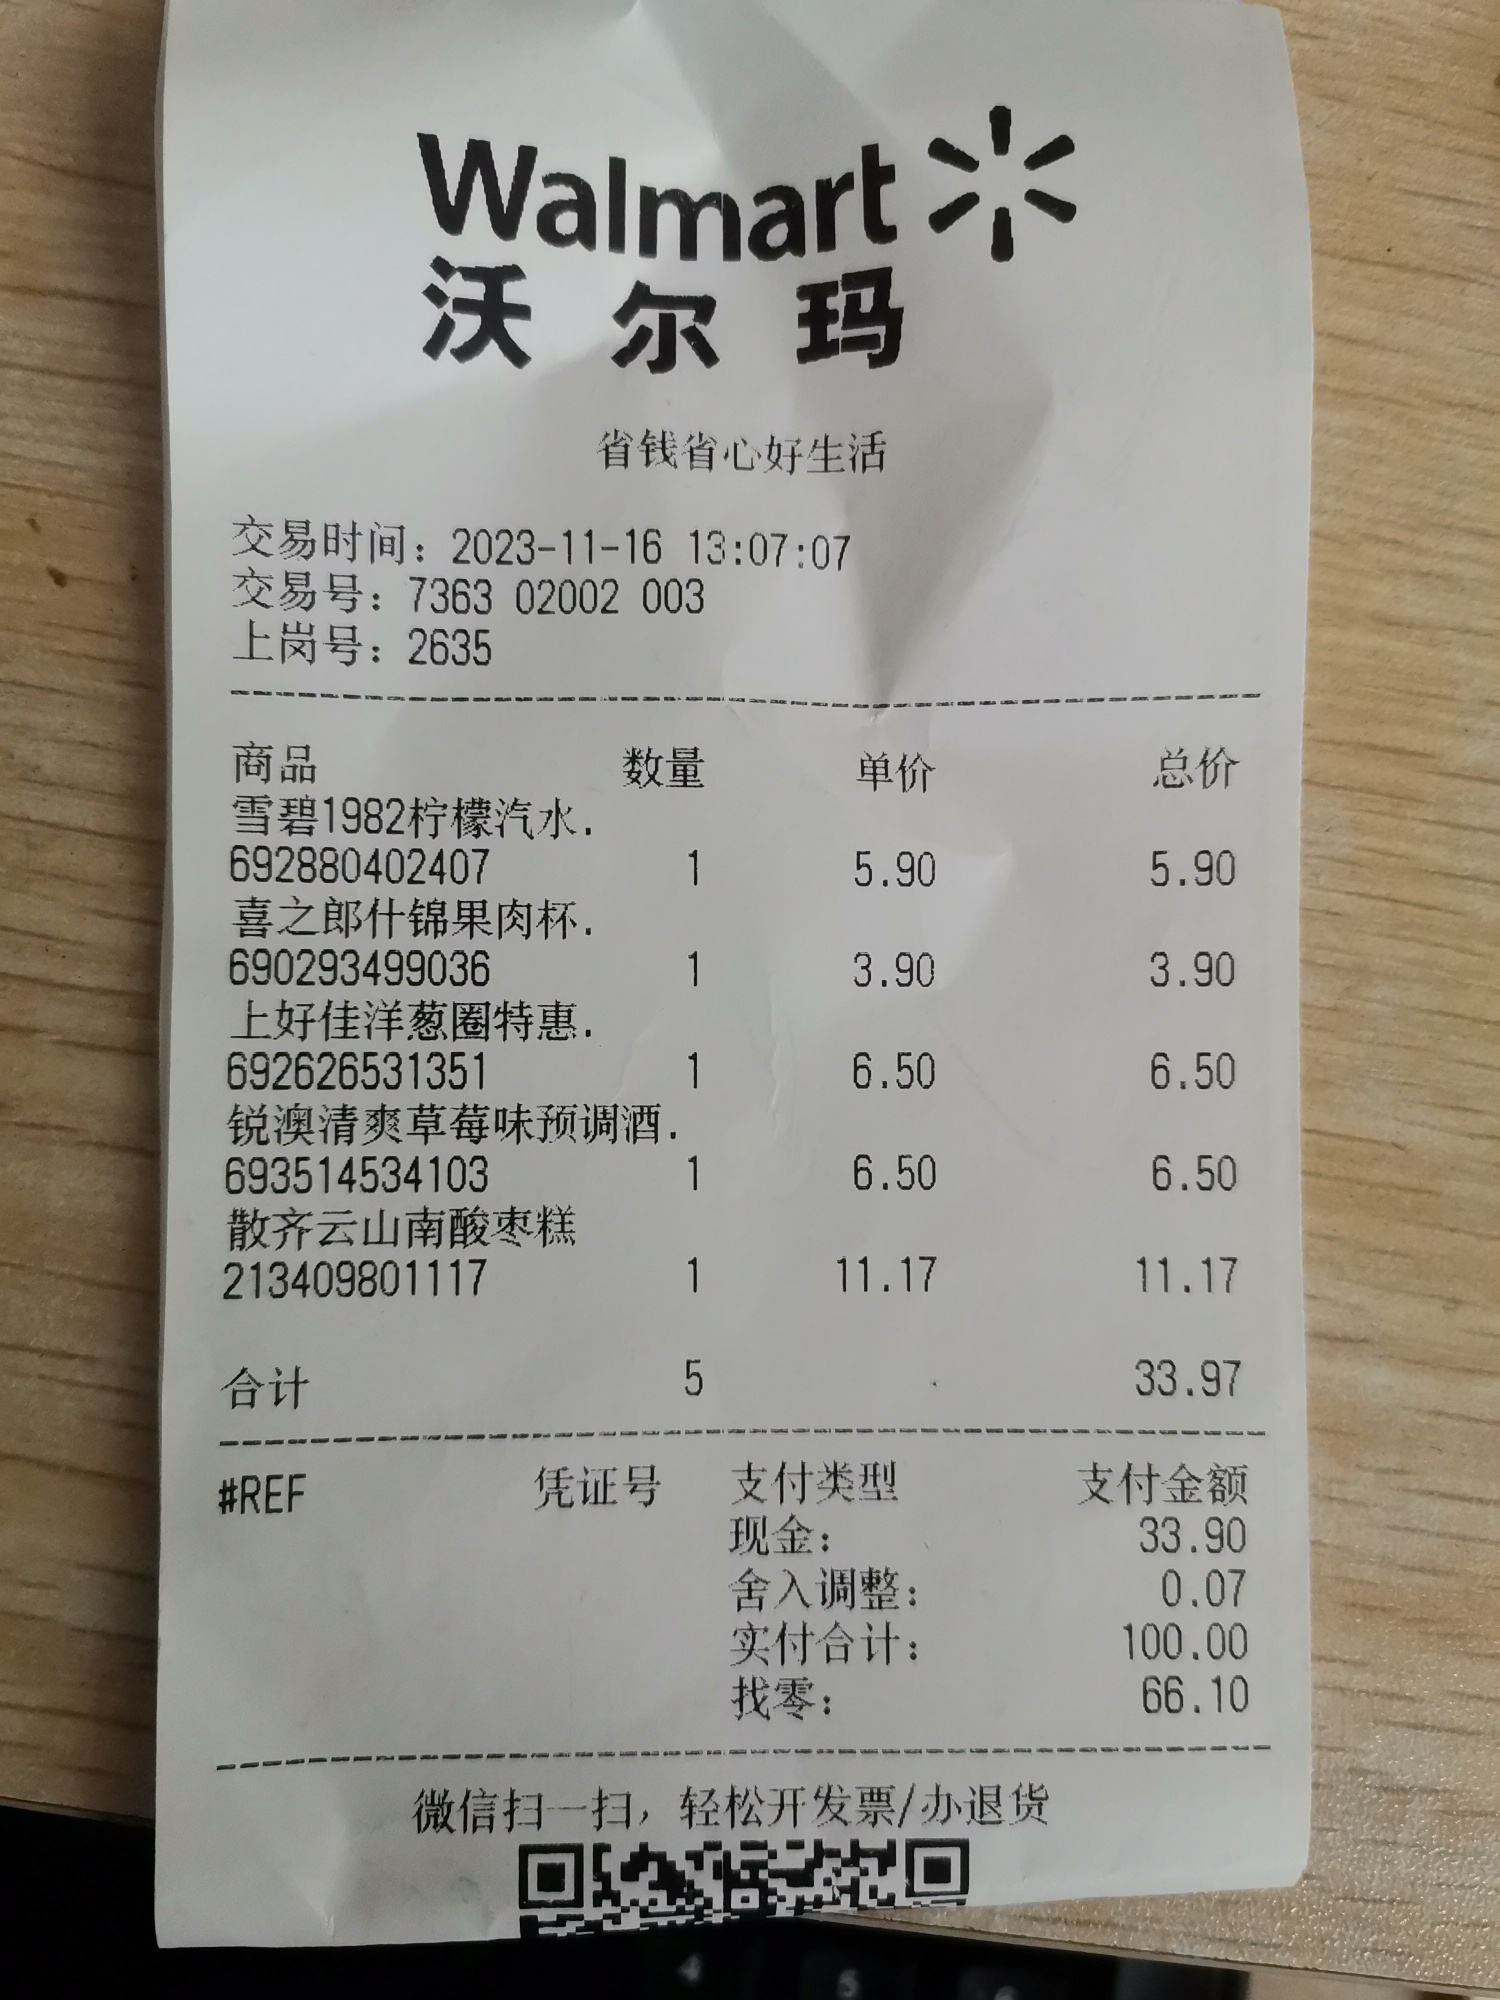 Walmart
沃尔玛
省钱省心好生活
交易时间：2023-11-16 13:07:07
交易号：7363 02002 003
上岗号：2635
商品 数量 单价 总价
雪碧1982柠檬汽水.
692880402407 1 5.90 5.90
喜之郎什锦果肉杯.
690293499036 1 3.90 3.90
上好佳洋葱圈特惠.
692626531351 1 6.50 6.50
锐澳清爽草莓味预调酒.
693514534103 1 6.50 6.50
散齐云山南酸枣糕
213409801117 1 11.17 11.17
合计 5 33.97
#REF 凭证号 支付类型 支付金额
现金： 33.90
舍入调整： 0.07
实付合计： 100.00
找零： 66.10
微信扫一扫，轻松开发票/办退货
4 5 6